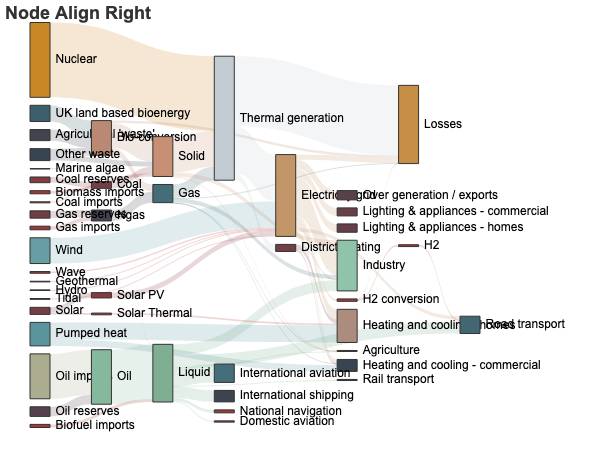 Node Align Right
Nuclear
UK land based bioenergy
Agricultural 'waste'
Other waste
Marine algae
Coal reserves
Biomass imports
Coal imports
Gas reserves
Gas imports
Wind
Wave
Geothermal
Hydro
Tidal
Solar
Pumped heat
Oil imp
Oil reserves
Biofuel imports
Bio-conversion
Coal
Ngas
Solar PV
Solar Thermal
Oil
Solid
Gas
Liquid
Thermal generation
International aviation
International shipping
National navigation
Domestic aviation
Electricity grid
District heating
Over generation / exports
Lighting & appliances - commercial
Lighting & appliances - homes
Industry
H2 conversion
Heating and cooling - homes
Agriculture
Heating and cooling - commercial
Rail transport
Losses
H2
Road transport